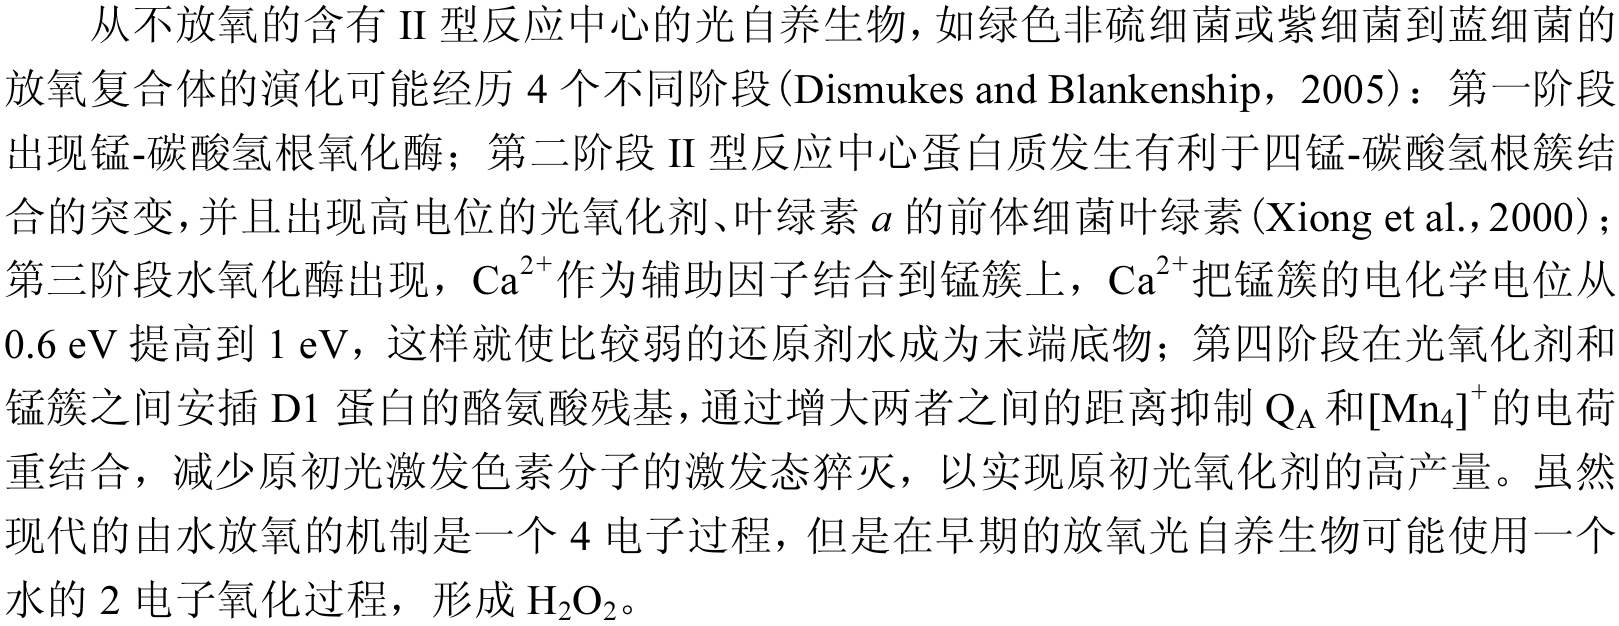 从不放氧的含有 II 型反应中心的光自养生物，如绿色非硫细菌或紫细菌到蓝细菌的
放氧复合体的演化可能经历 4 个不同阶段(Dismukes and Blankenship，2005)：第一阶段
出现锰-碳酸氢根氧化酶；第二阶段 II 型反应中心蛋白质发生有利于四锰-碳酸氢根簇结
合的突变，并且出现高电位的光氧化剂、叶绿素 a 的前体细菌叶绿素(Xiong et al.，2000)；
第三阶段水氧化酶出现，Ca²⁺作为辅助因子结合到锰簇上，Ca²⁺把锰簇的电化学电位从
0.6 eV 提高到 1 eV，这样就使比较弱的还原剂水成为末端底物；第四阶段在光氧化剂和
锰簇之间安插 D1 蛋白的酪氨酸残基，通过增大两者之间的距离抑制 Q_A 和[Mn₄]⁺的电荷
重结合，减少原初光激发色素分子的激发态猝灭，以实现原初光氧化剂的高产量。虽然
现代的由水放氧的机制是一个 4 电子过程，但是在早期的放氧光自养生物可能使用一个
水的 2 电子氧化过程，形成 H₂O₂。